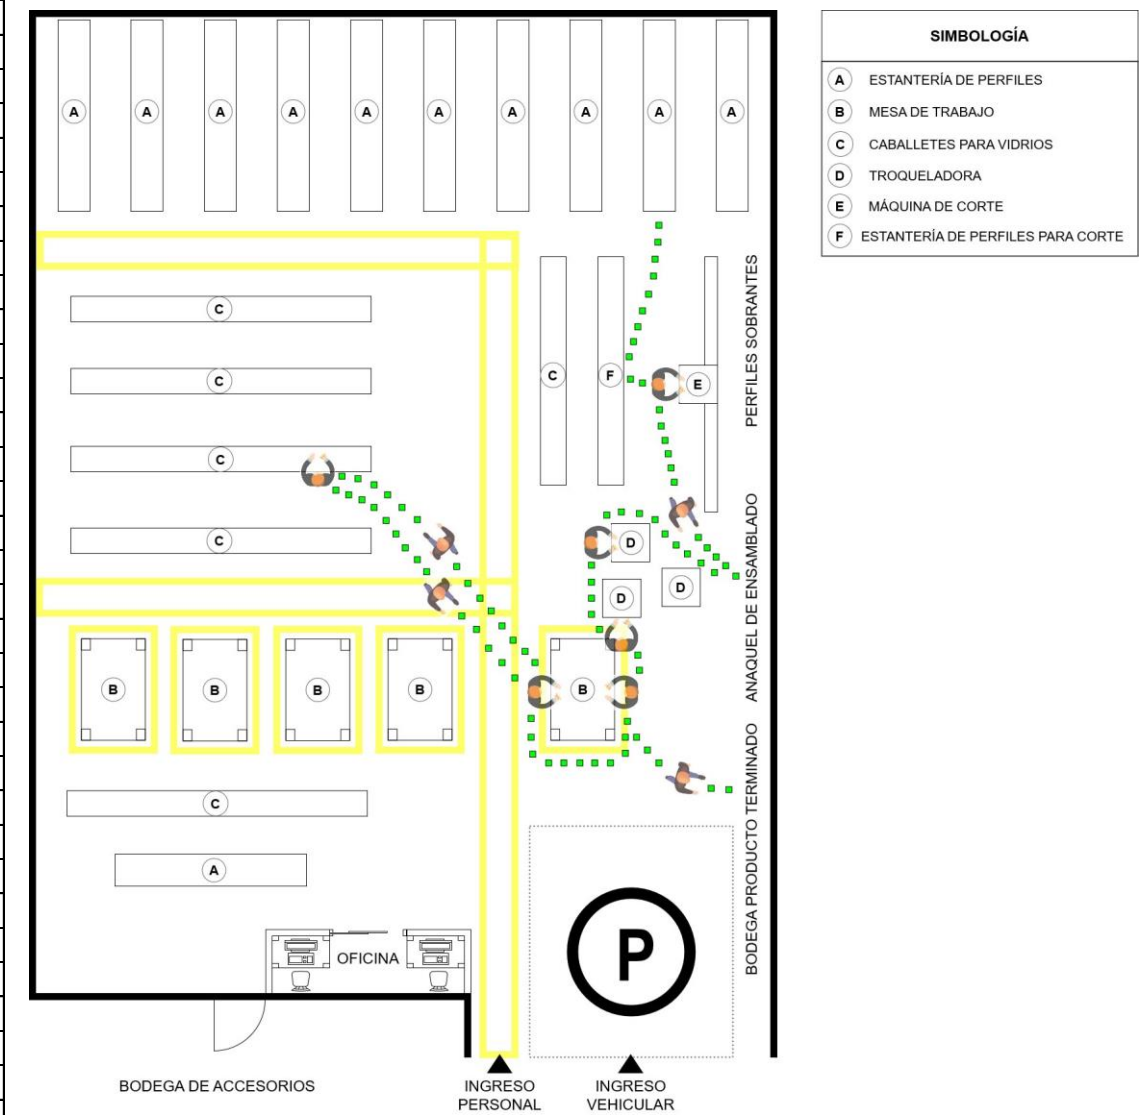 SIMBOLOGÍA
A ESTANTERÍA DE PERFILES
B MESA DE TRABAJO
C CABALLETES PARA VIDRIOS
D TROQUELADORA
E MÁQUINA DE CORTE
F ESTANTERÍA DE PERFILES PARA CORTE
A A A A A A A A A A
C
C
C F E
C
C
D
D D
B B B B B
C
A
PERFILES SOBRANTES
ANAQUEL DE ENSAMBLADO
BODEGA PRODUCTO TERMINADO
P
OFICINA
BODEGA DE ACCESORIOS
INGRESO
PERSONAL
INGRESO
VEHICULAR